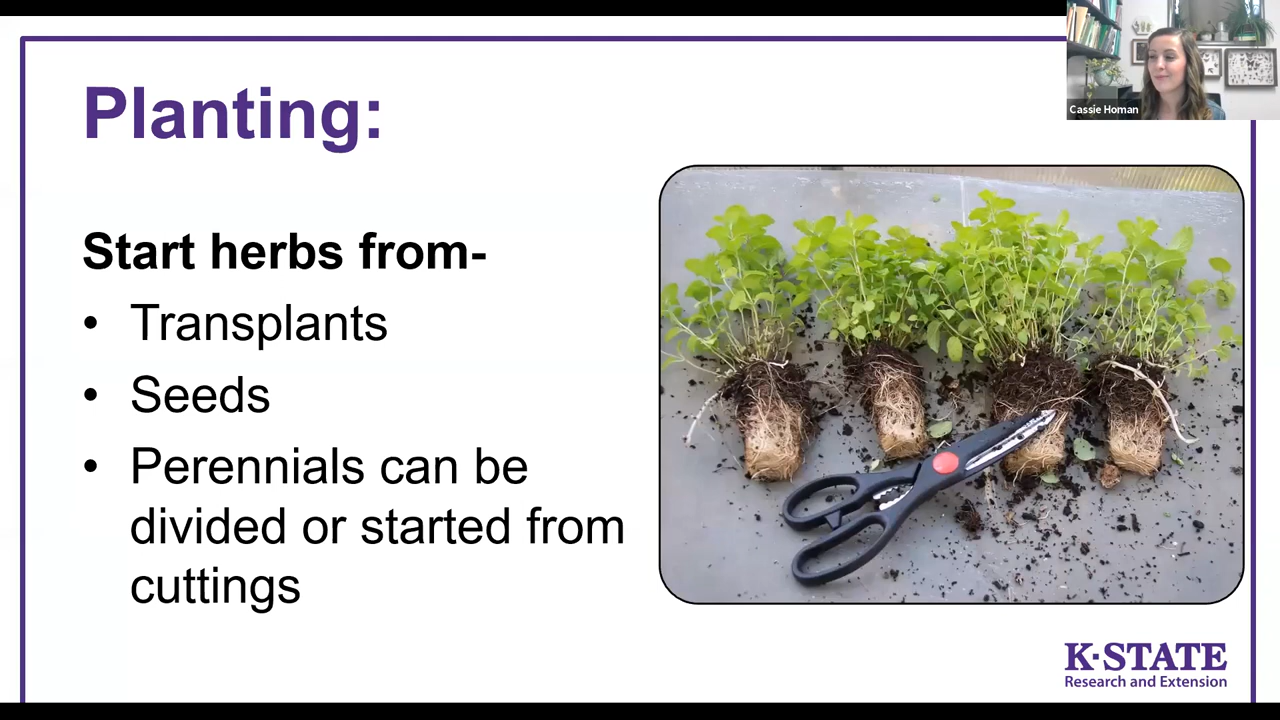 Planting:
Cassie Homan
Start herbs from-
• Transplants
• Seeds
• Perennials can be
divided or started from
cuttings
K·STATE
Research and Extension